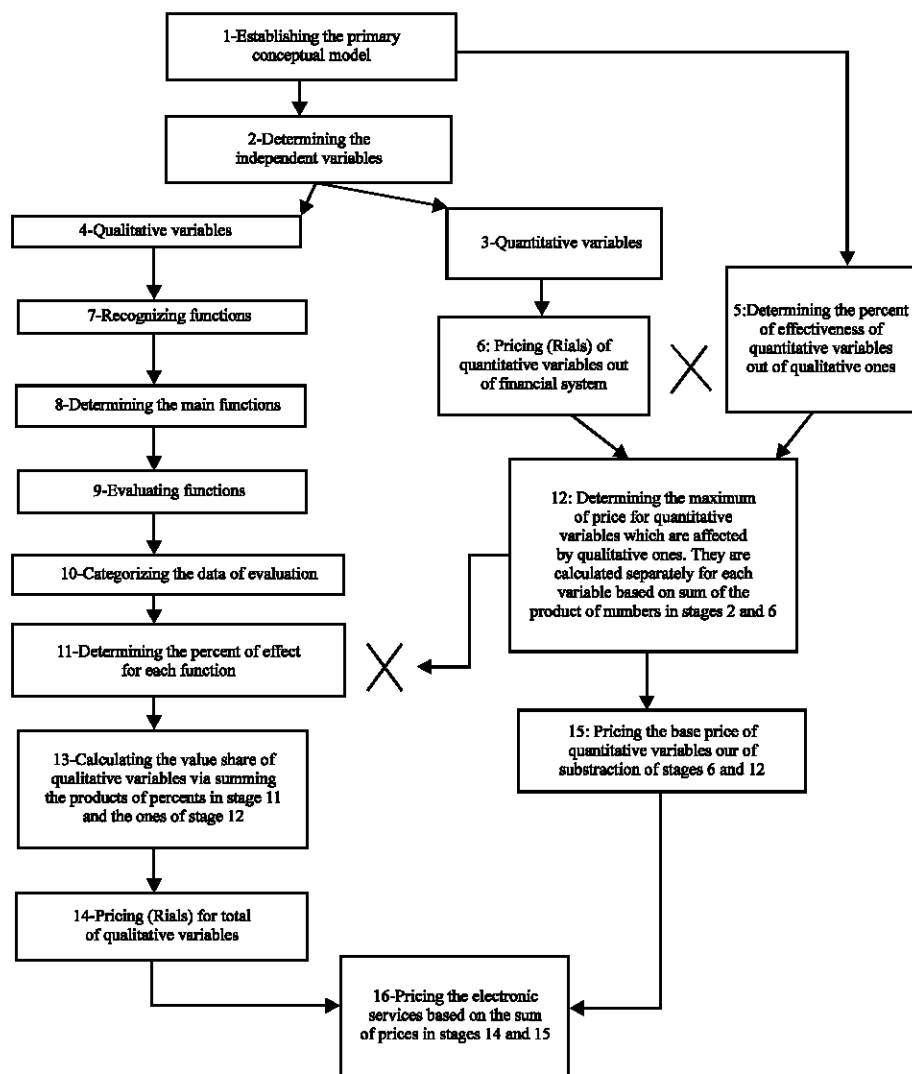 1-Establishing the primary
conceptual model
2-Determining the
independent variables
4-Qualitative variables
3-Quantitative variables
7-Recognizing functions
6: Pricing (Rials) of
quantitative variables out
of financial system
5:Determining the percent
of effectiveness of
quantitative variables
out of qualitative ones
8-Determining the main functions
9-Evaluating functions
12: Determining the maximum
of price for quantitative
variables which are affected
by qualitative ones. They are
calculated separately for each
variable based on sum of the
product of numbers in stages 2 and 6
10-Categorizing the data of evaluation
11-Determining the percent of effect
for each function
13-Calculating the value share of
qualitative variables via summing
the products of percents in stage 11
and the ones of stage 12
15: Pricing the base price of
quantitative variables our of
substraction of stages 6 and 12
14-Pricing (Rials) for total
of qualitative variables
16-Pricing the electronic
services based on the sum
of prices in stages 14 and 15